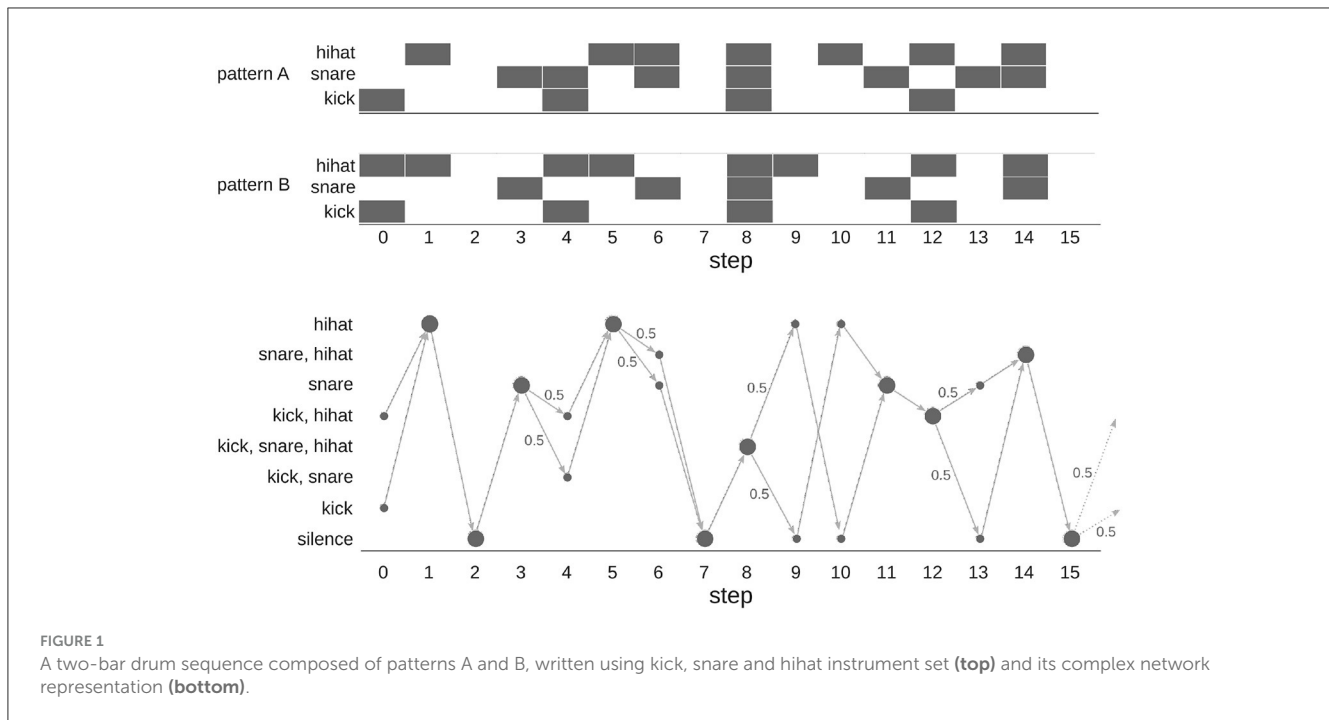 hihat
pattern A snare
kick
hihat
pattern B snare
kick
0 1 2 3 4 5 6 7 8 9 10 11 12 13 14 15
step
hihat
snare, hihat
snare
kick, hihat
kick, snare, hihat
kick, snare
kick
silence
0.5
0.5
0.5
0.5
0.5
0.5
0.5
0.5
0.5
0.5
0 1 2 3 4 5 6 7 8 9 10 11 12 13 14 15
step
FIGURE 1
A two-bar drum sequence composed of patterns A and B, written using kick, snare and hihat instrument set (top) and its complex network
representation (bottom).